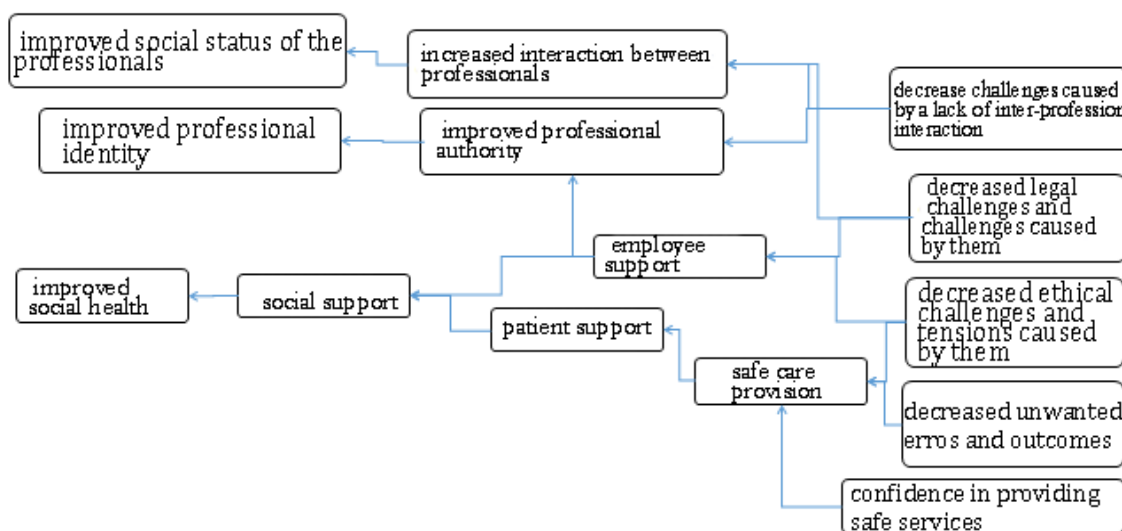 improved social status of the
professionals
increased interaction between
professionals
decrease challenges caused
by a lack of inter-profession
interaction
improved professional
identity
improved professional
authority
decreased legal
challenges and
challenges caused
by them
employee
support
improved
social health
social support
patient support
decreased ethical
challenges and
tensions caused
by them
safe care
provision
decreased unwanted
erros and outcomes
confidence in providing
safe services